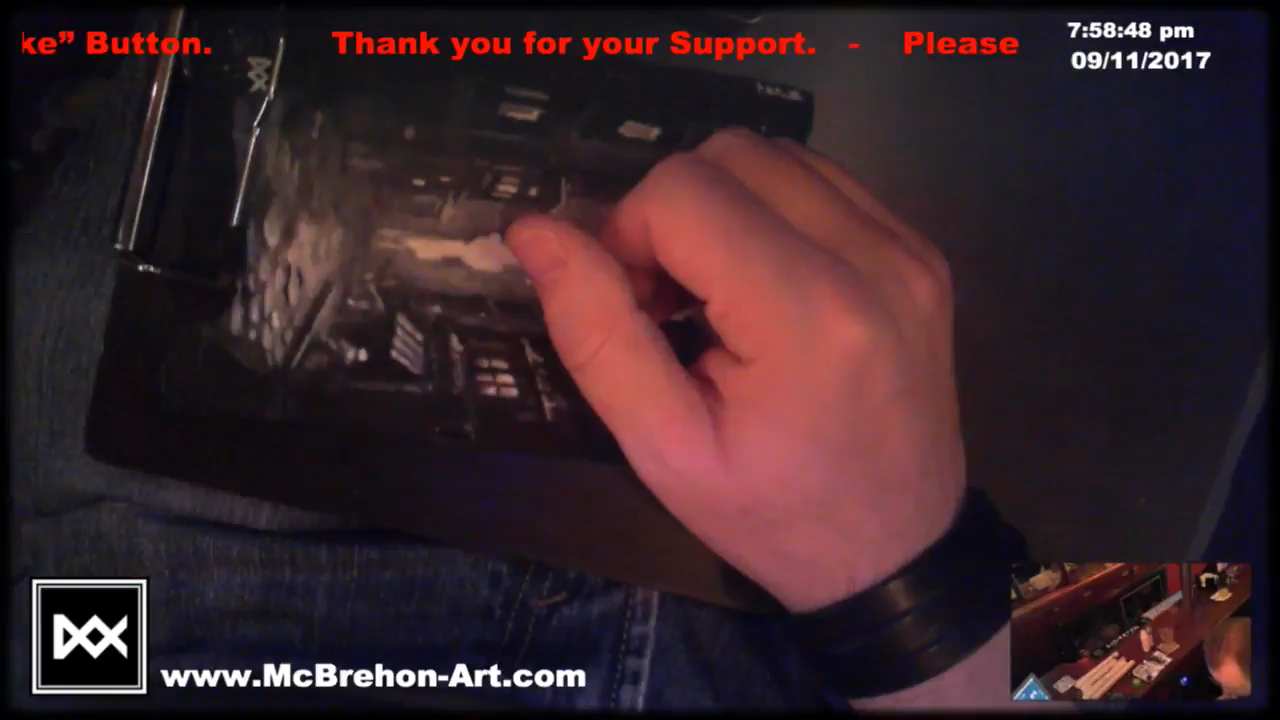 ke” Button. Thank you for your Support. - Please
7:58:48 pm
09/11/2017
www.McBrehon-Art.com